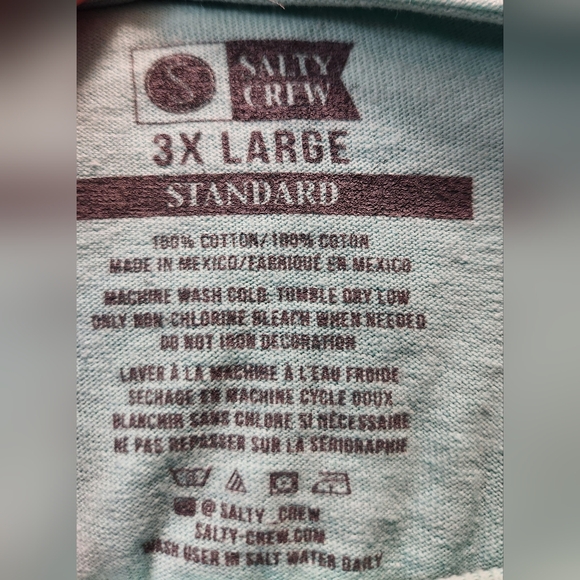 SALTY
CREW
3X LARGE
STANDARD
100% COTTON/100% COTON
MADE IN MEXICO/FABRIQUÉ EN MEXICO
MACHINE WASH COLD. TUMBLE DRY LOW
ONLY NON-CHLORINE BLEACH WHEN NEEDED
DO NOT IRON DECORATION
LAVER À LA MACHINE À L'EAU FROIDE
SECHAGE EN MACHINE CYCLE DOUX.
BLANCHIR SANS CHLORE SI NÉCESSAIRE
NE PAS REPASSER SUR LA SÉRIGRAPHIE
@SALTY_CREW
SALTY-CREW.COM
WASH USER IN SALT WATER DAILY